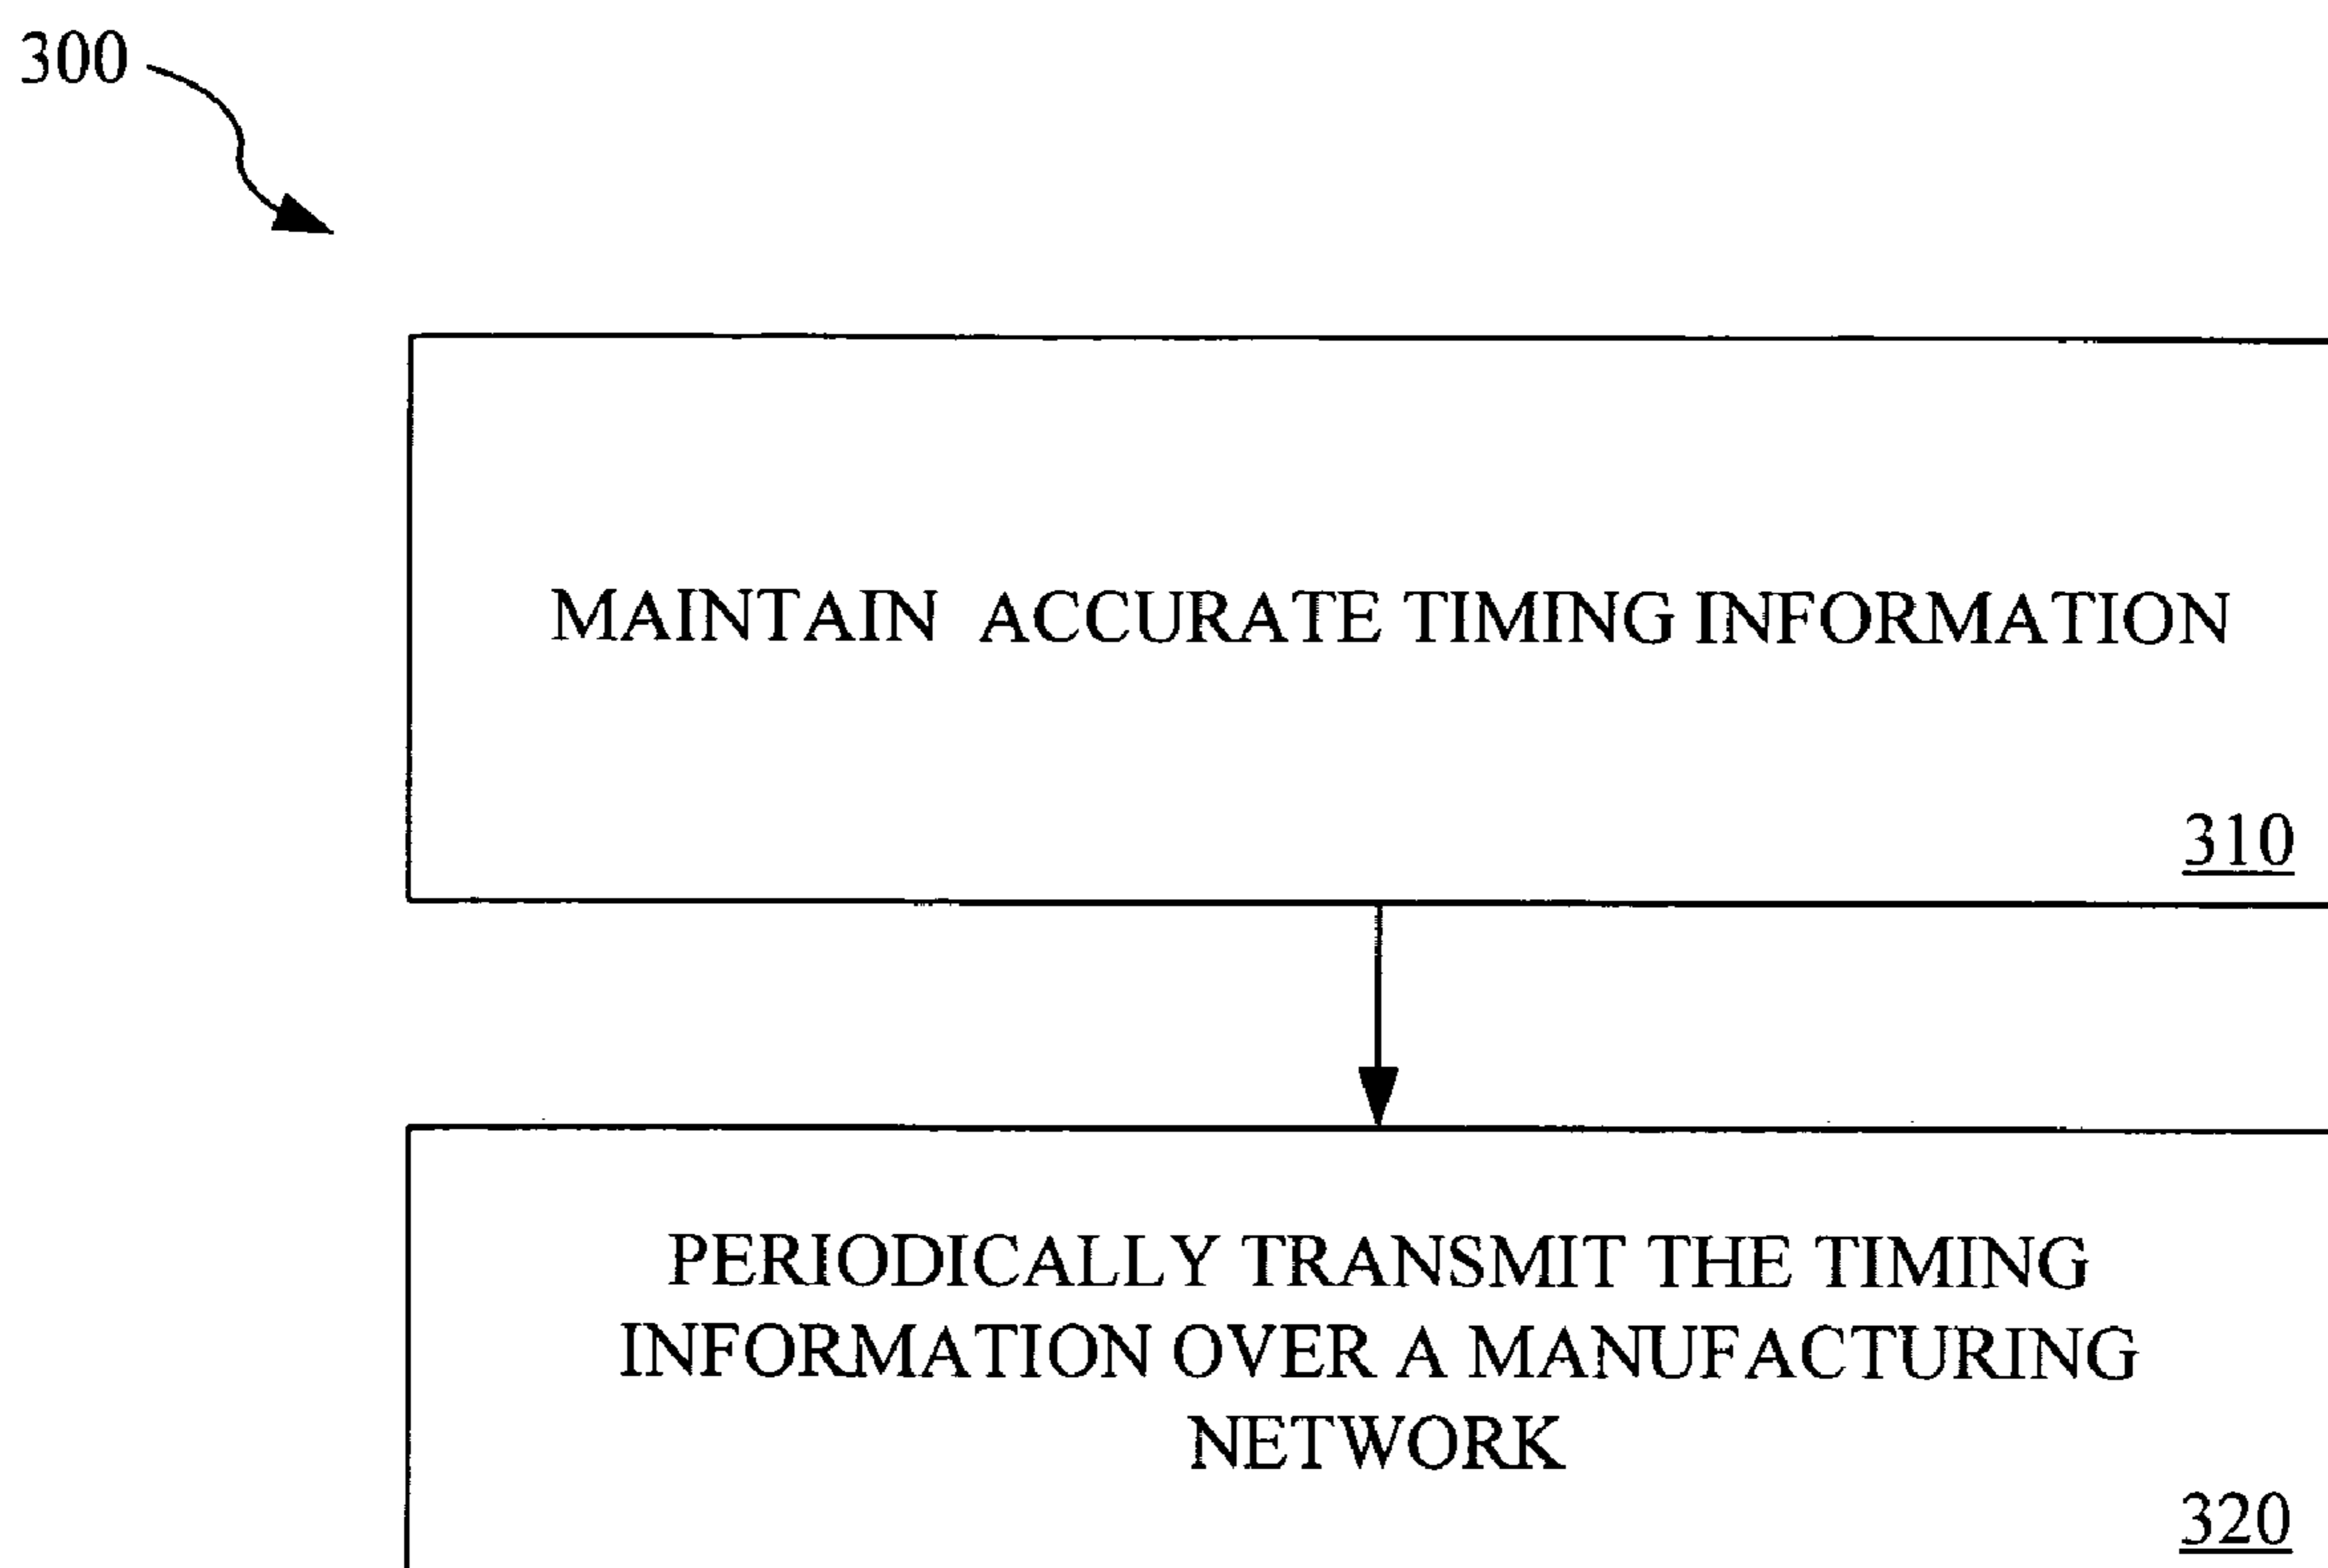 300
MAINTAIN ACCURATE TIMING INFORMATION
310
PERIODICALLY TRANSMIT THE TIMING
INFORMATION OVER A MANUFACTURING
NETWORK
320